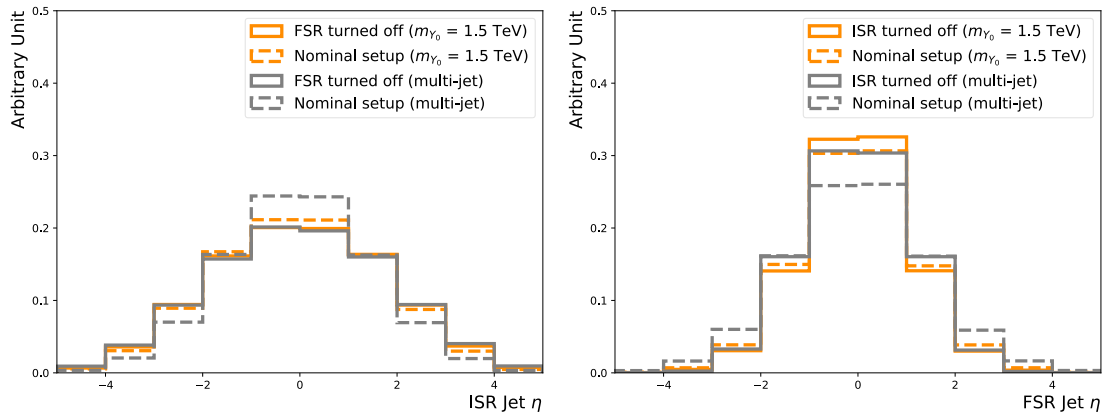 Arbitrary Unit
0.5
0.4
0.3
0.2
0.1
0.0
FSR turned off (m_{Y_0} = 1.5 TeV)
Nominal setup (m_{Y_0} = 1.5 TeV)
FSR turned off (multi-jet)
Nominal setup (multi-jet)
−4 −2 0 2 4
ISR Jet η
Arbitrary Unit
0.5
0.4
0.3
0.2
0.1
0.0
ISR turned off (m_{Y_0} = 1.5 TeV)
Nominal setup (m_{Y_0} = 1.5 TeV)
ISR turned off (multi-jet)
Nominal setup (multi-jet)
−4 −2 0 2 4
FSR Jet η